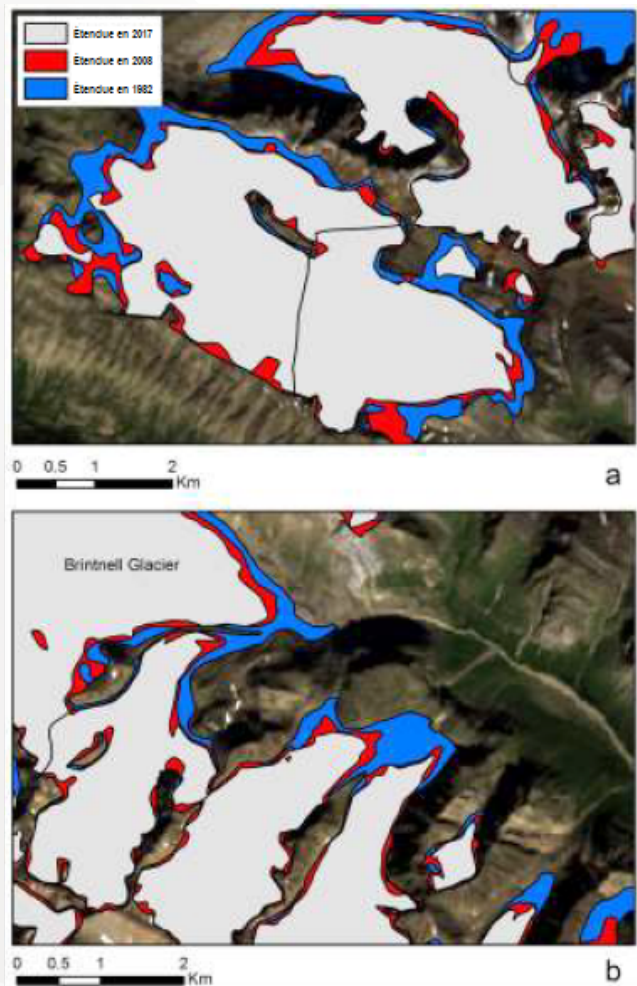 Étendue en 2017
Étendue en 2008
Étendue en 1982
0 0.5 1 2
Km
a
Brintnell Glacier
0 0.5 1 2
Km
b